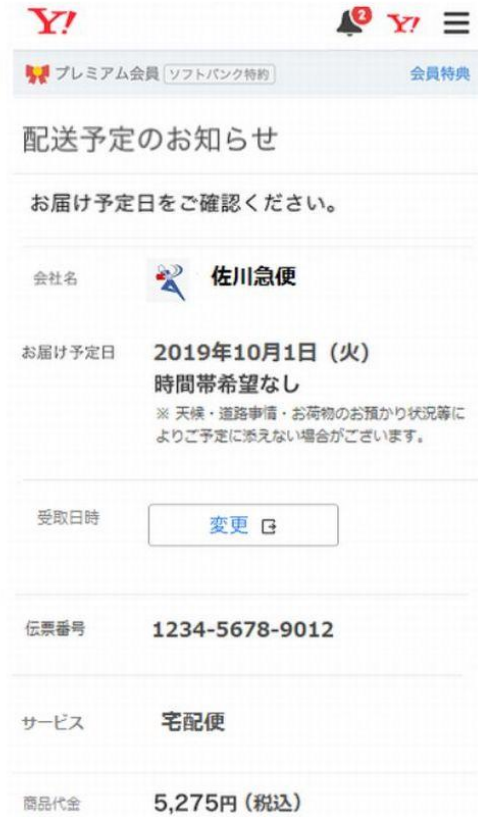 Y!
2
Y!
プレミアム会員 ソフトバンク特約 会員特典
配送予定のお知らせ
お届け予定日をご確認ください。
会社名 佐川急便
お届け予定日 2019年10月1日（火）
時間帯希望なし
※ 天候・道路事情・お荷物のお預かり状況等に
よりご予定に添えない場合がございます。
受取日時 変更
伝票番号 1234-5678-9012
サービス 宅配便
商品代金 5,275円（税込）